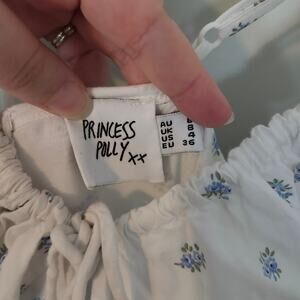 PRINCESS
POLLY xx
AU 8
UK 8
US 4
EU 36